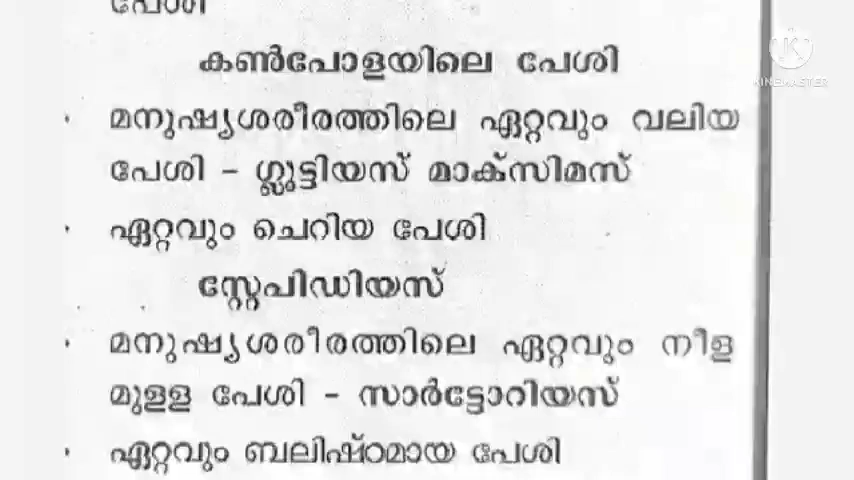 പേശി
കൺപോളയിലെ പേശി
· മനുഷ്യശരീരത്തിലെ ഏറ്റവും വലിയ
പേശി – ഗ്ലൂട്ടിയസ് മാക്സിമസ്
· ഏറ്റവും ചെറിയ പേശി
സ്റ്റേപിഡിയസ്
· മനുഷ്യശരീരത്തിലെ ഏറ്റവും നീള
മുള്ള പേശി – സാർട്ടോറിയസ്
· ഏറ്റവും ബലിഷ്ഠമായ പേശി
KINEMASTER